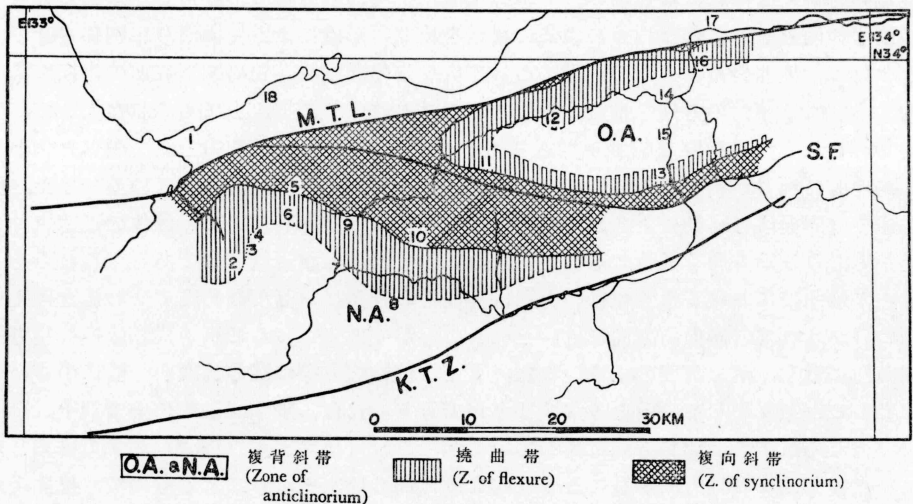 E133°
17
E134°
N34°
16
18
14
M.T.L.
12
O.A.
1
15
11
S.F.
13
5
6
9
4
3
10
2
8
N.A.
K.T.Z.
0 10 20 30KM
O.A. a N.A.
複背斜帯
(Zone of
anticlinorium)
撓曲帯
(Z. of flexure)
複向斜帯
(Z. of synclinorium)